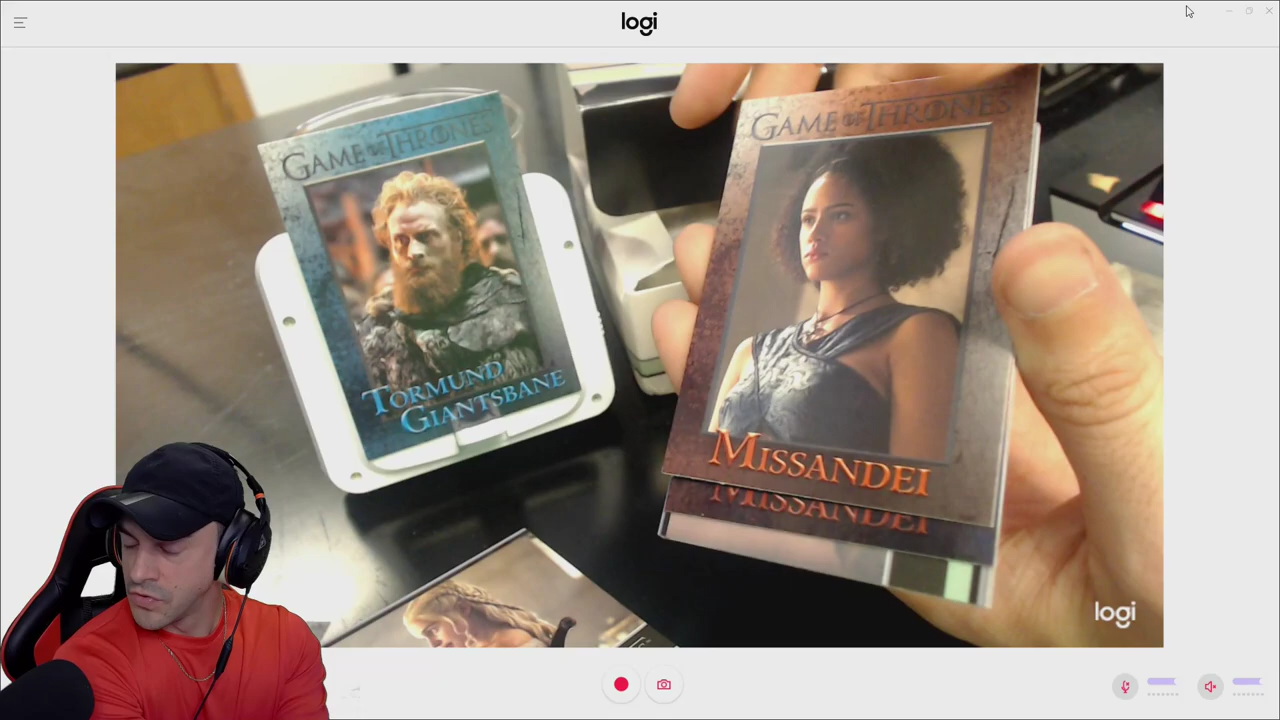 logi
GAME OF THRONES
TORMUND
GIANTSBANE
GAME OF THRONES
MISSANDEI
MISSANDEI
logi